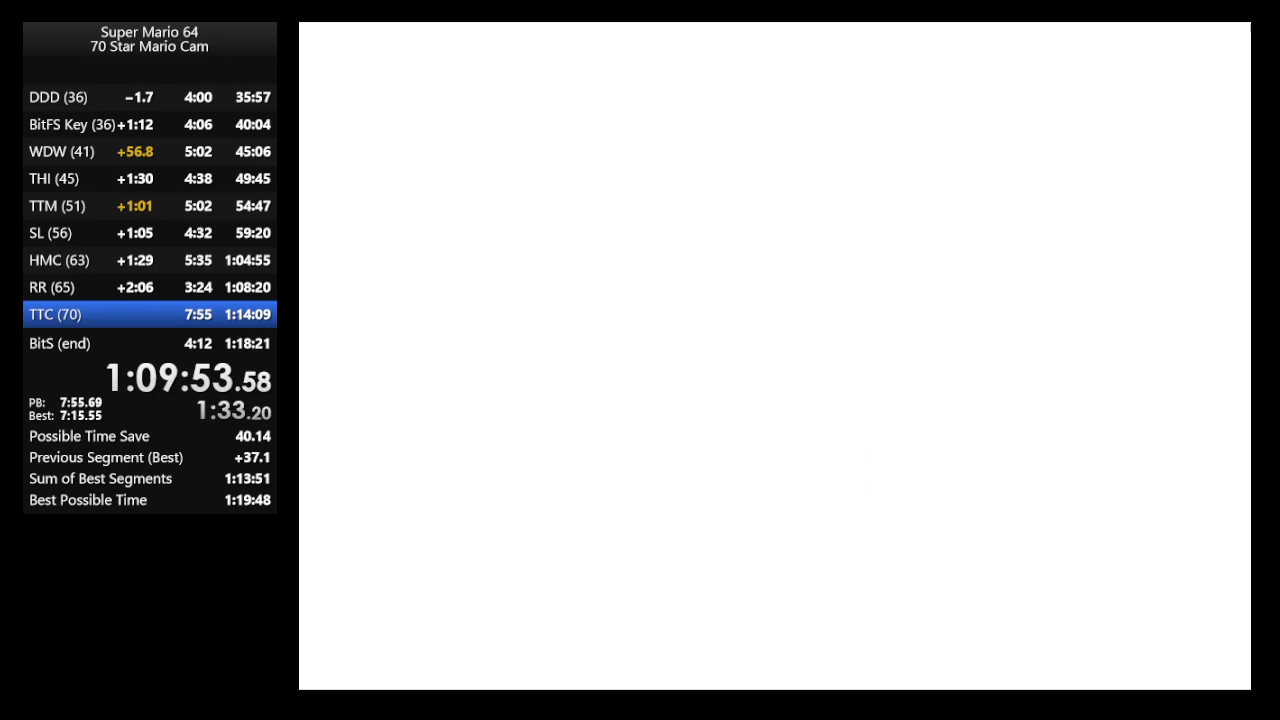 Super Mario 64
70 Star Mario Cam
DDD (36) −1.7 4:00 35:57
BitFS Key (36) +1:12 4:06 40:04
WDW (41) +56.8 5:02 45:06
THI (45) +1:30 4:38 49:45
TTM (51) +1:01 5:02 54:47
SL (56) +1:05 4:32 59:20
HMC (63) +1:29 5:35 1:04:55
RR (65) +2:06 3:24 1:08:20
TTC (70) 7:55 1:14:09
BitS (end) 4:12 1:18:21
1:09:53.58
PB: 7:55.69
Best: 7:15.55
1:33.20
Possible Time Save 40.14
Previous Segment (Best) +37.1
Sum of Best Segments 1:13:51
Best Possible Time 1:19:48